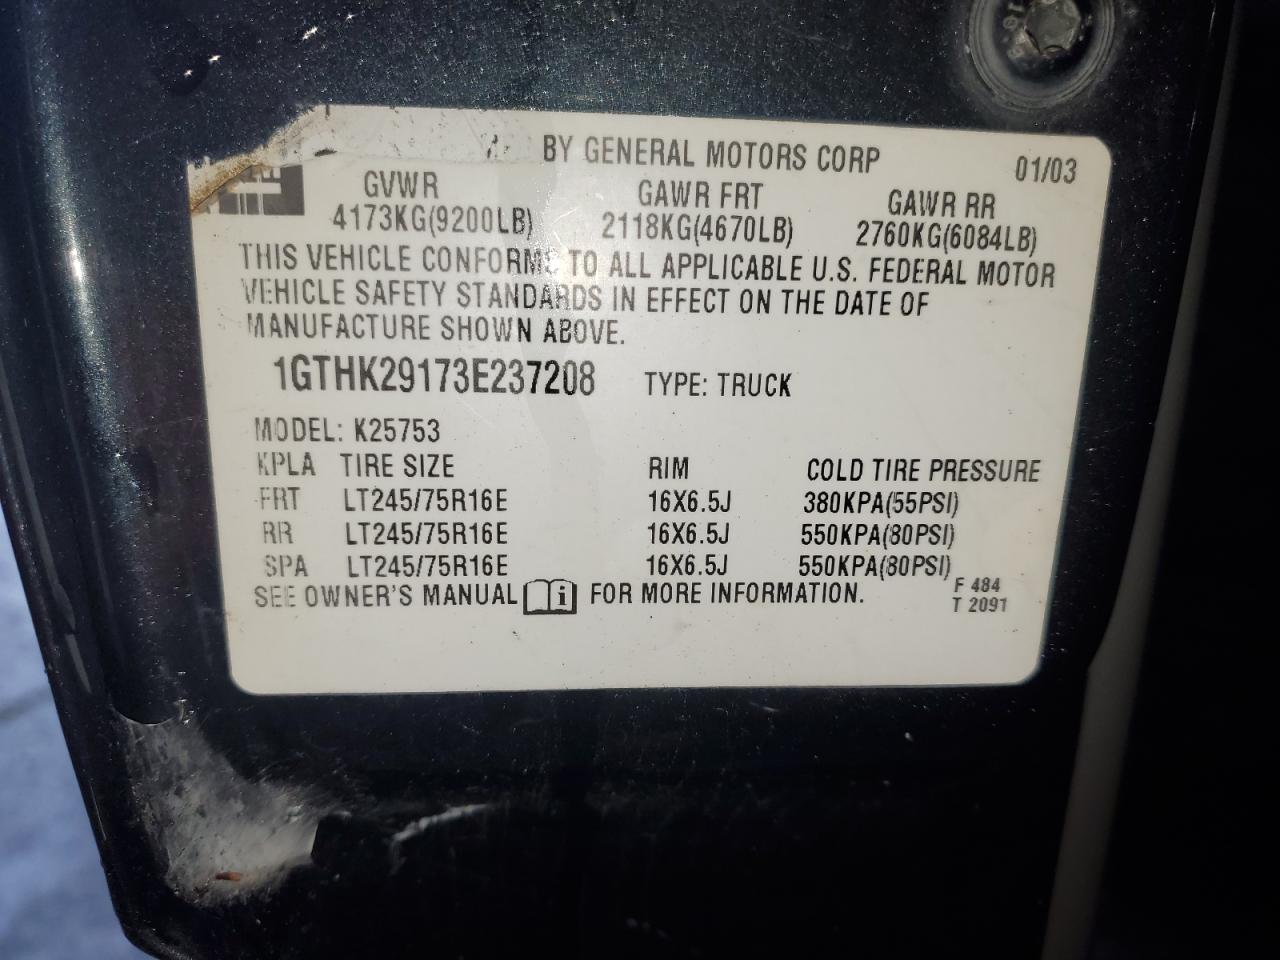 BY GENERAL MOTORS CORP 01/03
GVWR GAWR FRT GAWR RR
4173KG(9200LB) 2118KG(4670LB) 2760KG(6084LB)
THIS VEHICLE CONFORMS TO ALL APPLICABLE U.S. FEDERAL MOTOR
VEHICLE SAFETY STANDARDS IN EFFECT ON THE DATE OF
MANUFACTURE SHOWN ABOVE.
1GTHK29173E237208 TYPE: TRUCK
MODEL: K25753
KPLA TIRE SIZE RIM COLD TIRE PRESSURE
FRT LT245/75R16E 16X6.5J 380KPA(55PSI)
RR LT245/75R16E 16X6.5J 550KPA(80PSI)
SPA LT245/75R16E 16X6.5J 550KPA(80PSI)
SEE OWNER'S MANUAL i FOR MORE INFORMATION.
F 484
T 2091